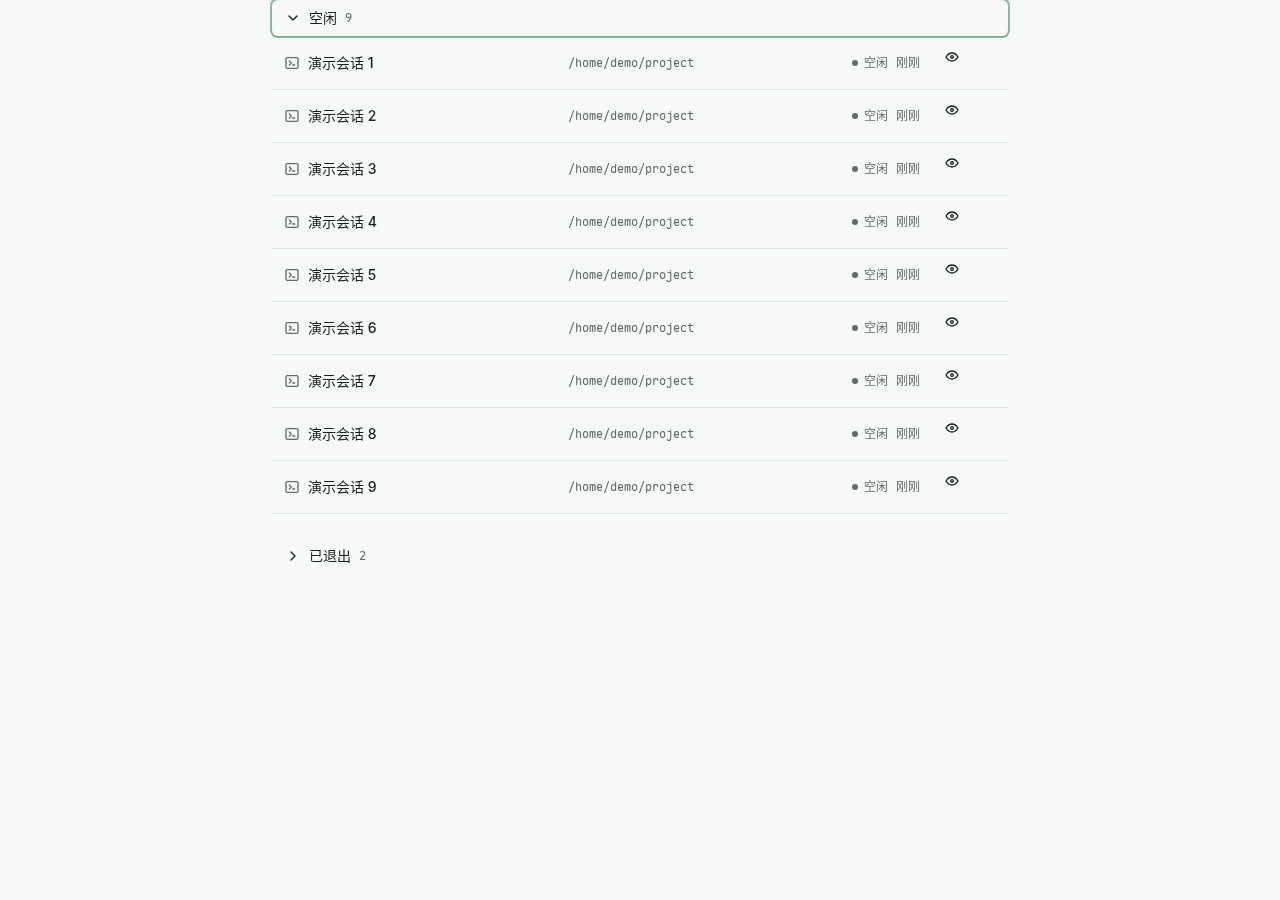 空闲 9
演示会话 1 /home/demo/project 空闲 刚刚
演示会话 2 /home/demo/project 空闲 刚刚
演示会话 3 /home/demo/project 空闲 刚刚
演示会话 4 /home/demo/project 空闲 刚刚
演示会话 5 /home/demo/project 空闲 刚刚
演示会话 6 /home/demo/project 空闲 刚刚
演示会话 7 /home/demo/project 空闲 刚刚
演示会话 8 /home/demo/project 空闲 刚刚
演示会话 9 /home/demo/project 空闲 刚刚
已退出 2